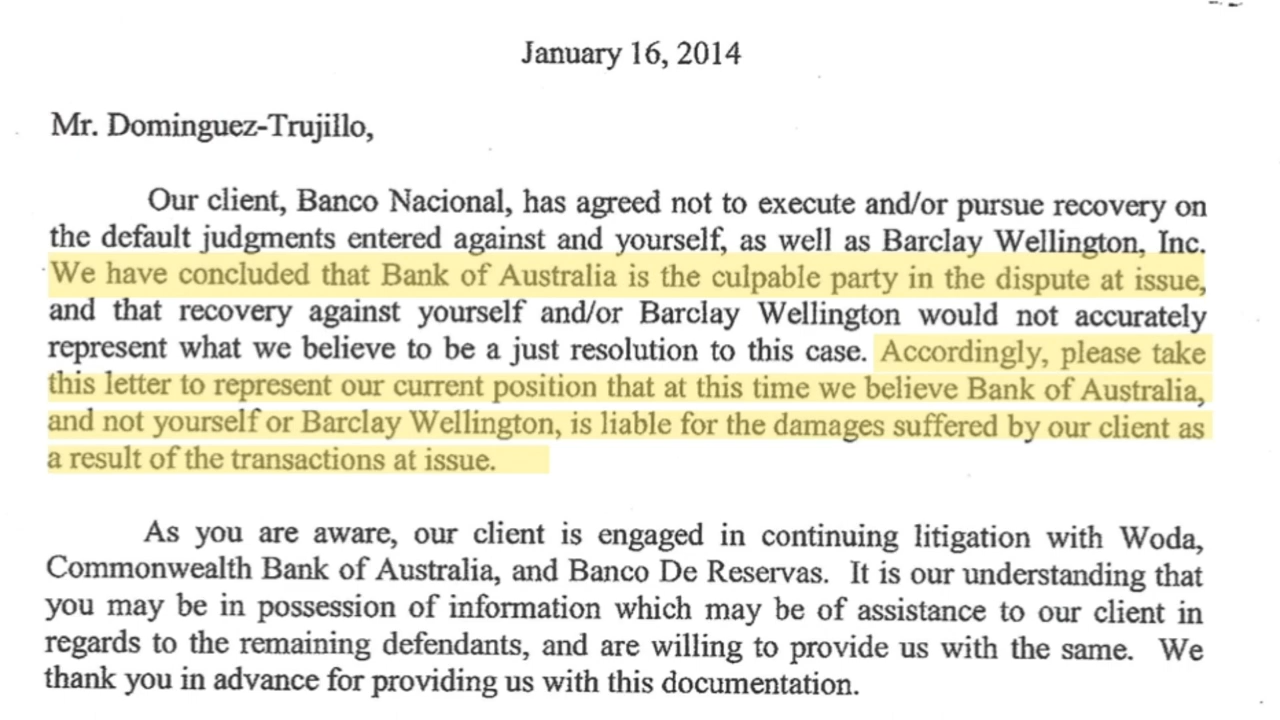 January 16, 2014
Mr. Dominguez-Trujillo,
Our client, Banco Nacional, has agreed not to execute and/or pursue recovery on
the default judgments entered against and yourself, as well as Barclay Wellington, Inc.
We have concluded that Bank of Australia is the culpable party in the dispute at issue,
and that recovery against yourself and/or Barclay Wellington would not accurately
represent what we believe to be a just resolution to this case. Accordingly, please take
this letter to represent our current position that at this time we believe Bank of Australia,
and not yourself or Barclay Wellington, is liable for the damages suffered by our client as
a result of the transactions at issue.
As you are aware, our client is engaged in continuing litigation with Woda,
Commonwealth Bank of Australia, and Banco De Reservas. It is our understanding that
you may be in possession of information which may be of assistance to our client in
regards to the remaining defendants, and are willing to provide us with the same. We
thank you in advance for providing us with this documentation.